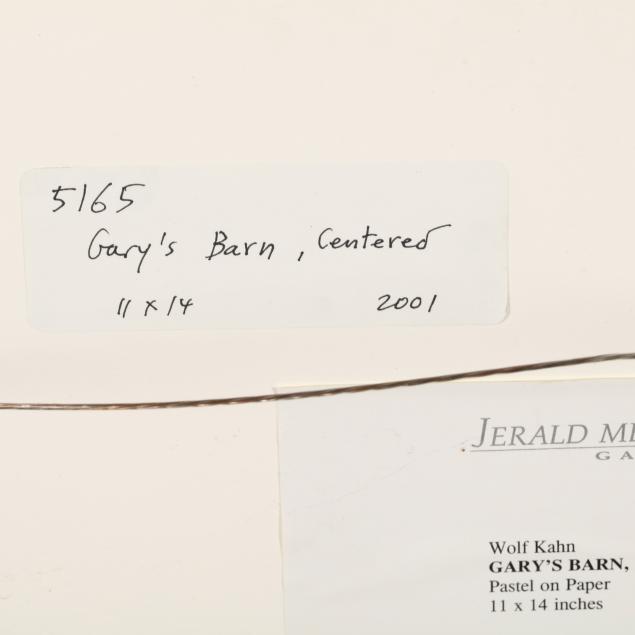 5165
Gary's Barn, Centered
11 x 14 2001
JERALD ME
GA
Wolf Kahn
GARY'S BARN,
Pastel on Paper
11 x 14 inches